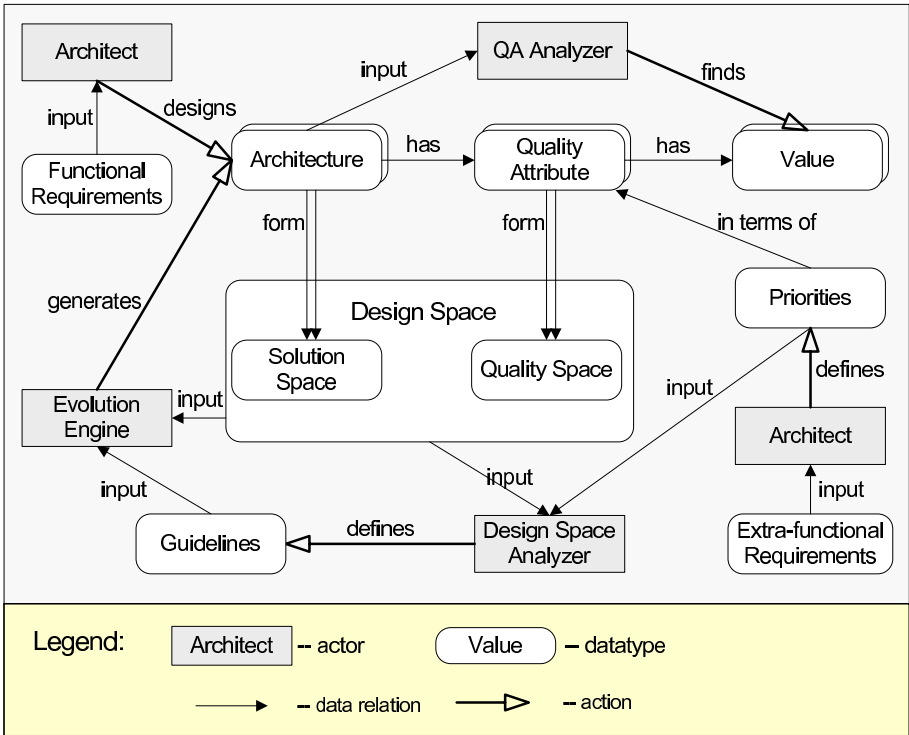 Architect
QA Analyzer
input
finds
input
designs
Architecture
has
Quality
Attribute
has
Value
Functional
Requirements
form
form
in terms of
generates
Design Space
Priorities
Solution
Space
Quality Space
input
defines
Evolution
Engine
input
Architect
input
input
input
Guidelines
defines
Design Space
Analyzer
Extra-functional
Requirements
Legend:
Architect
-- actor
Value
– datatype
-- data relation
-- action